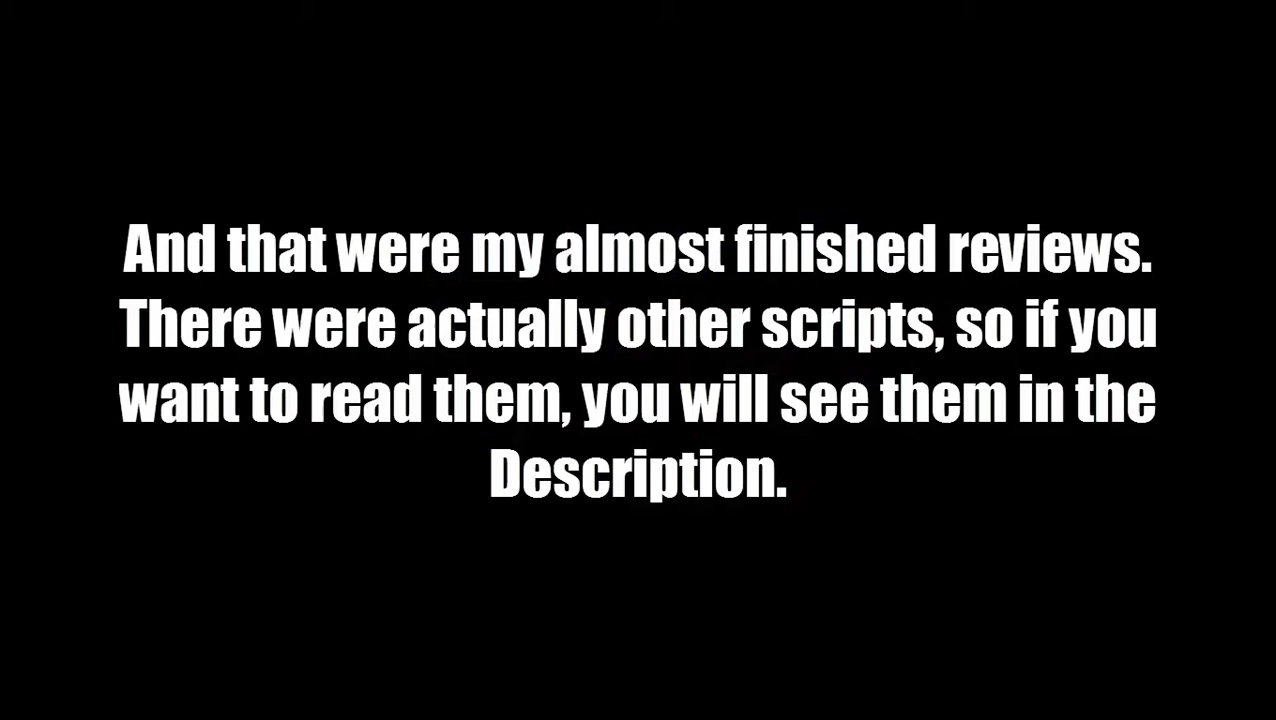 And that were my almost finished reviews.
There were actually other scripts, so if you
want to read them, you will see them in the
Description.